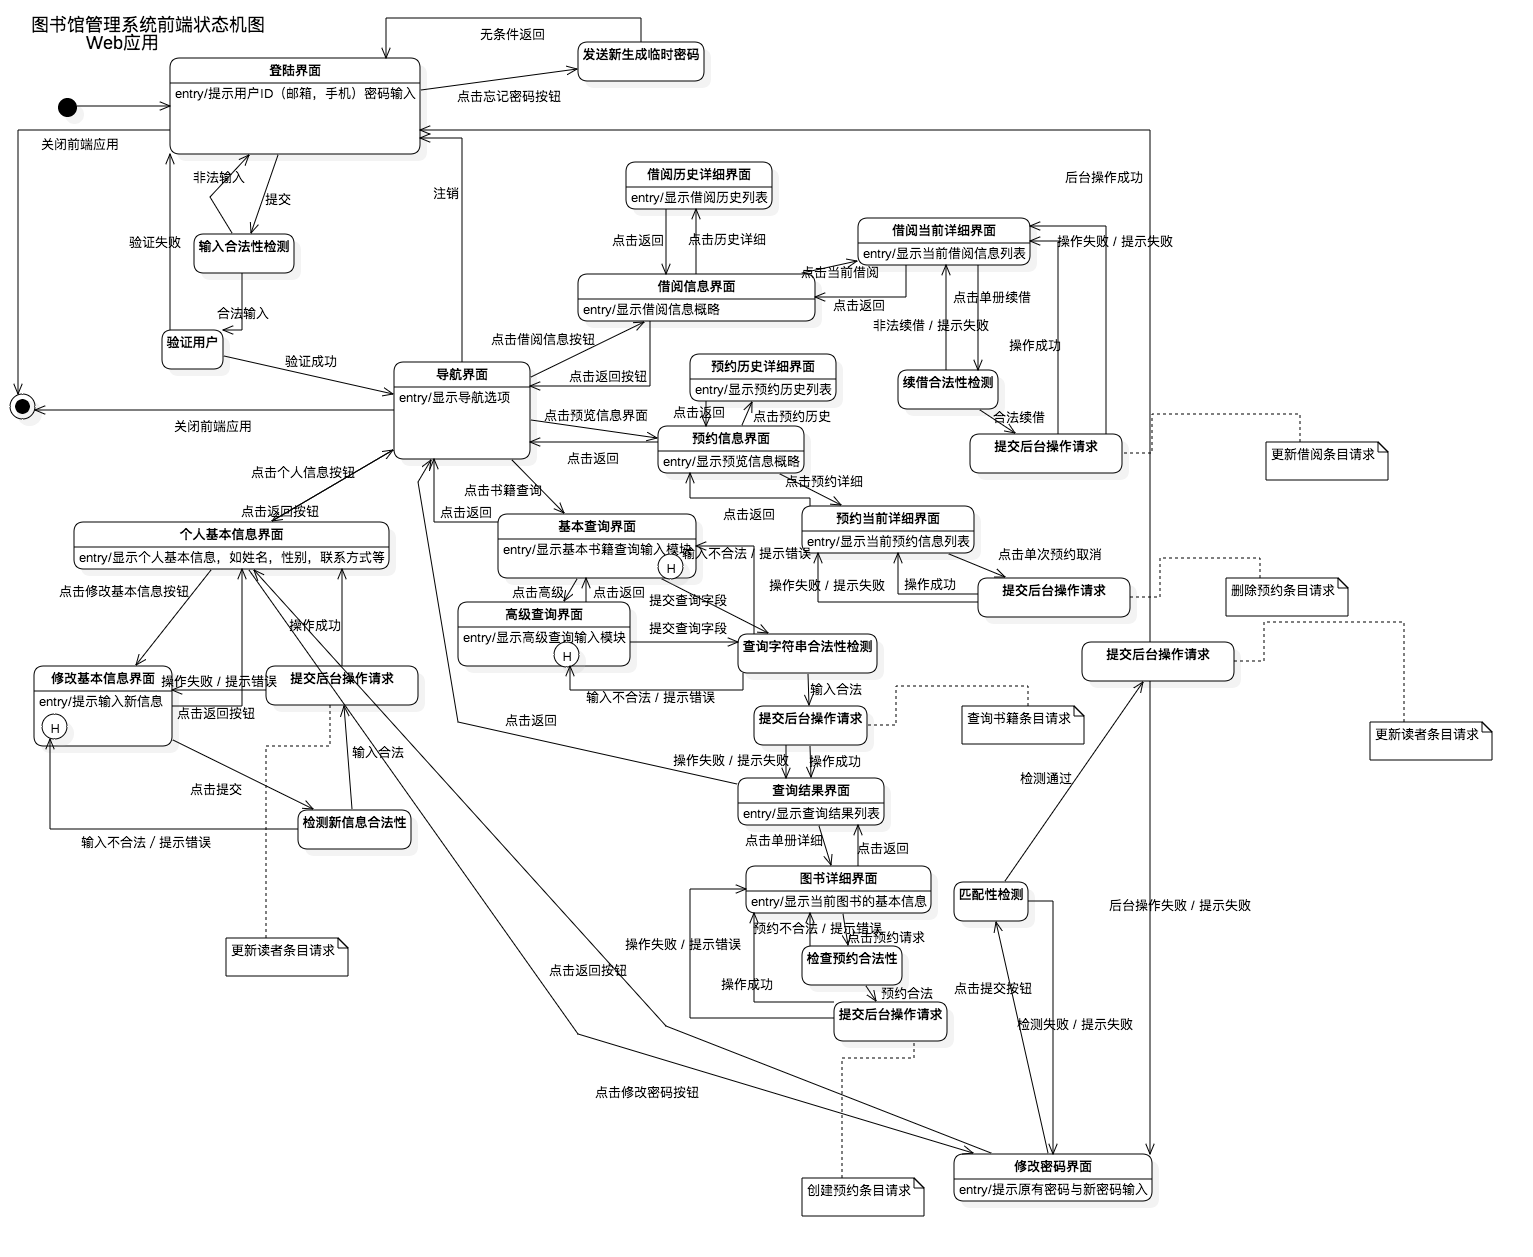 图书馆管理系统前端状态机图
Web应用
无条件返回
发送新生成临时密码
登陆界面
entry/提示用户ID（邮箱，手机）密码输入
点击忘记密码按钮
关闭前端应用
非法输入
提交
注销
后台操作成功
借阅历史详细界面
entry/显示借阅历史列表
验证失败
输入合法性检测
点击返回
点击历史详细
借阅当前详细界面
entry/显示当前借阅信息列表
操作失败 / 提示失败
点击当前借阅
借阅信息界面
entry/显示借阅信息概略
点击返回
点击单册续借
合法输入
非法续借 / 提示失败
验证用户
点击借阅信息按钮
操作成功
验证成功
点击返回按钮
导航界面
entry/显示导航选项
预约历史详细界面
entry/显示预约历史列表
续借合法性检测
点击预览信息界面
点击返回
点击预约历史
合法续借
关闭前端应用
预约信息界面
entry/显示预览信息概略
提交后台操作请求
更新借阅条目请求
点击返回
点击个人信息按钮
点击书籍查询
点击预约详细
点击返回按钮
点击返回
点击返回
预约当前详细界面
entry/显示当前预约信息列表
个人基本信息界面
entry/显示个人基本信息，如姓名，性别，联系方式等
基本查询界面
entry/显示基本书籍查询输入模块
H
输入不合法 / 提示错误
点击单次预约取消
点击修改基本信息按钮
点击高级
点击返回
提交查询字段
操作失败 / 提示失败
操作成功
提交后台操作请求
删除预约条目请求
高级查询界面
entry/显示高级查询输入模块
H
提交查询字段
操作成功
查询字符串合法性检测
提交后台操作请求
修改基本信息界面
entry/提示输入新信息
H
操作失败 / 提示错误
提交后台操作请求
点击返回按钮
输入不合法 / 提示错误
输入合法
点击返回
提交后台操作请求
查询书籍条目请求
更新读者条目请求
输入合法
操作失败 / 提示失败
操作成功
点击提交
查询结果界面
entry/显示查询结果列表
检测通过
检测新信息合法性
输入不合法 / 提示错误
点击单册详细
点击返回
图书详细界面
entry/显示当前图书的基本信息
匹配性检测
后台操作失败 / 提示失败
预约不合法 / 提示错误
点击预约请求
操作失败 / 提示错误
更新读者条目请求
检查预约合法性
点击返回按钮
操作成功
预约合法
点击提交按钮
提交后台操作请求
检测失败 / 提示失败
点击修改密码按钮
修改密码界面
entry/提示原有密码与新密码输入
创建预约条目请求